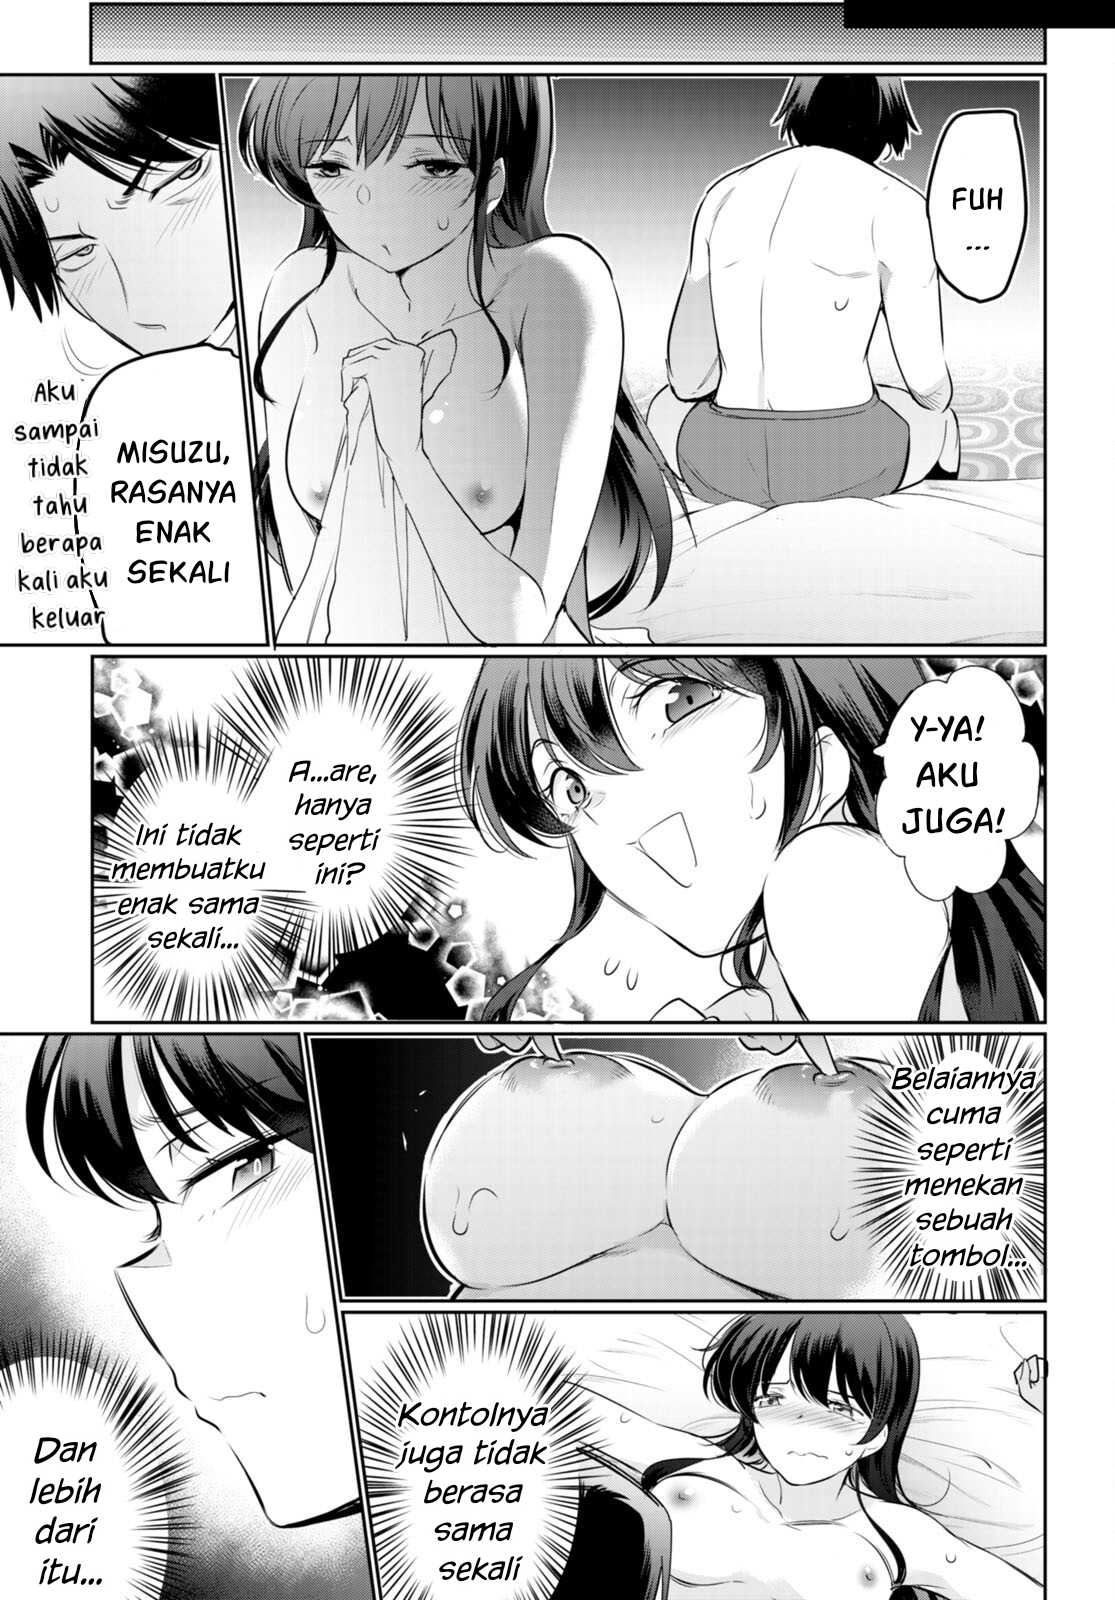 FUH
...
MISUZU,
RASANYA
ENAK
SEKALI
Aku
sampai
tidak
tahu
berapa
kali aku
keluar
Y-YA!
AKU
JUGA!
A...are,
hanya
seperti
ini?
Ini tidak
membuatku
enak sama
sekali...
Belaiannya
cuma
seperti
menekan
sebuah
tombol...
Kontolnya
juga tidak
berasa
sama
sekali
Dan
lebih
dari
itu...